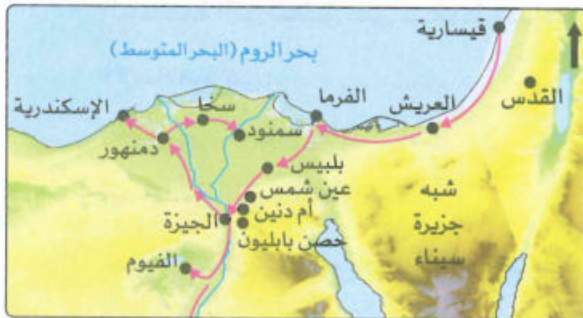 قيسارية
بحر الروم (البحر المتوسط)
القدس
العريش
الفرما
سخا
الإسكندرية
سمنود
دمنهور
بلبيس
عين شمس
أم دنين
الجيزة
حصن بابليون
شبه
جزيرة
سيناء
الفيوم